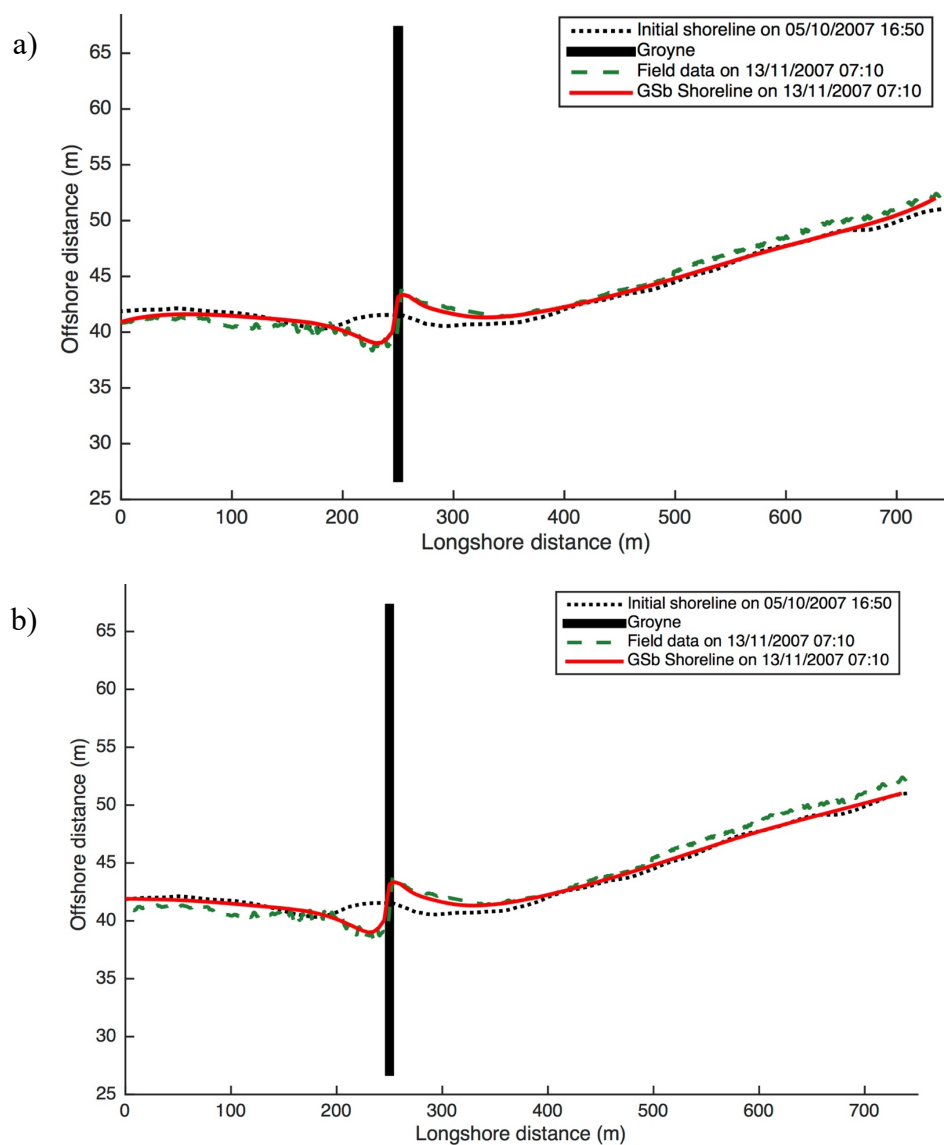 a)
Initial shoreline on 05/10/2007 16:50
Groyne
Field data on 13/11/2007 07:10
GSb Shoreline on 13/11/2007 07:10
65
60
55
50
45
40
35
30
25
Offshore distance (m)
0 100 200 300 400 500 600 700
Longshore distance (m)
b)
Initial shoreline on 05/10/2007 16:50
Groyne
Field data on 13/11/2007 07:10
GSb Shoreline on 13/11/2007 07:10
65
60
55
50
45
40
35
30
25
Offshore distance (m)
0 100 200 300 400 500 600 700
Longshore distance (m)